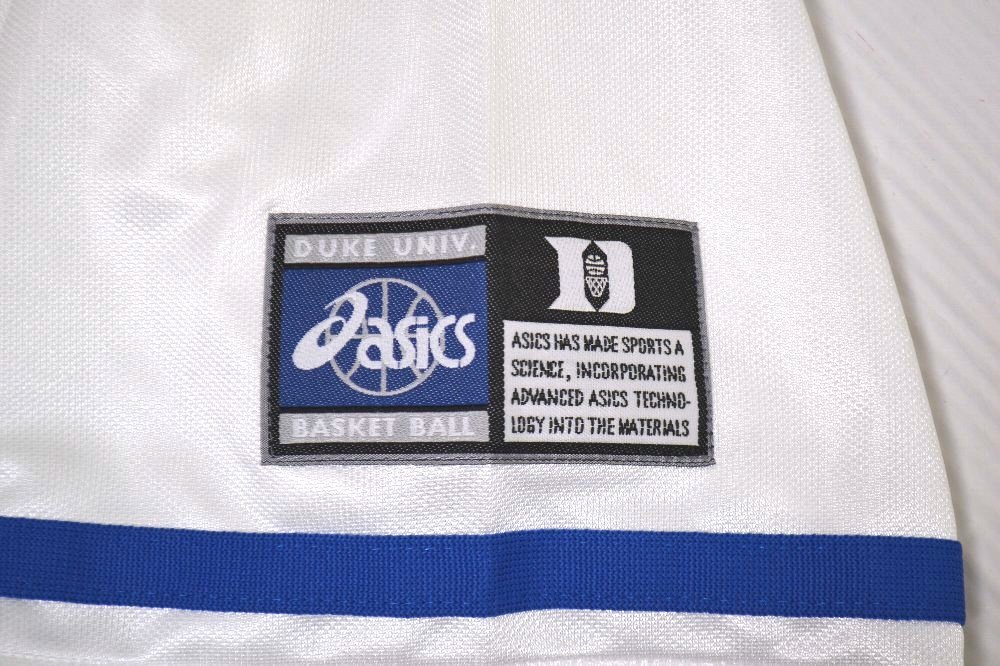 DUKE UNIV.
asics
BASKET BALL
D
ASICS HAS MADE SPORTS A
SCIENCE, INCORPORATING
ADVANCED ASICS TECHNO-
LOGY INTO THE MATERIALS